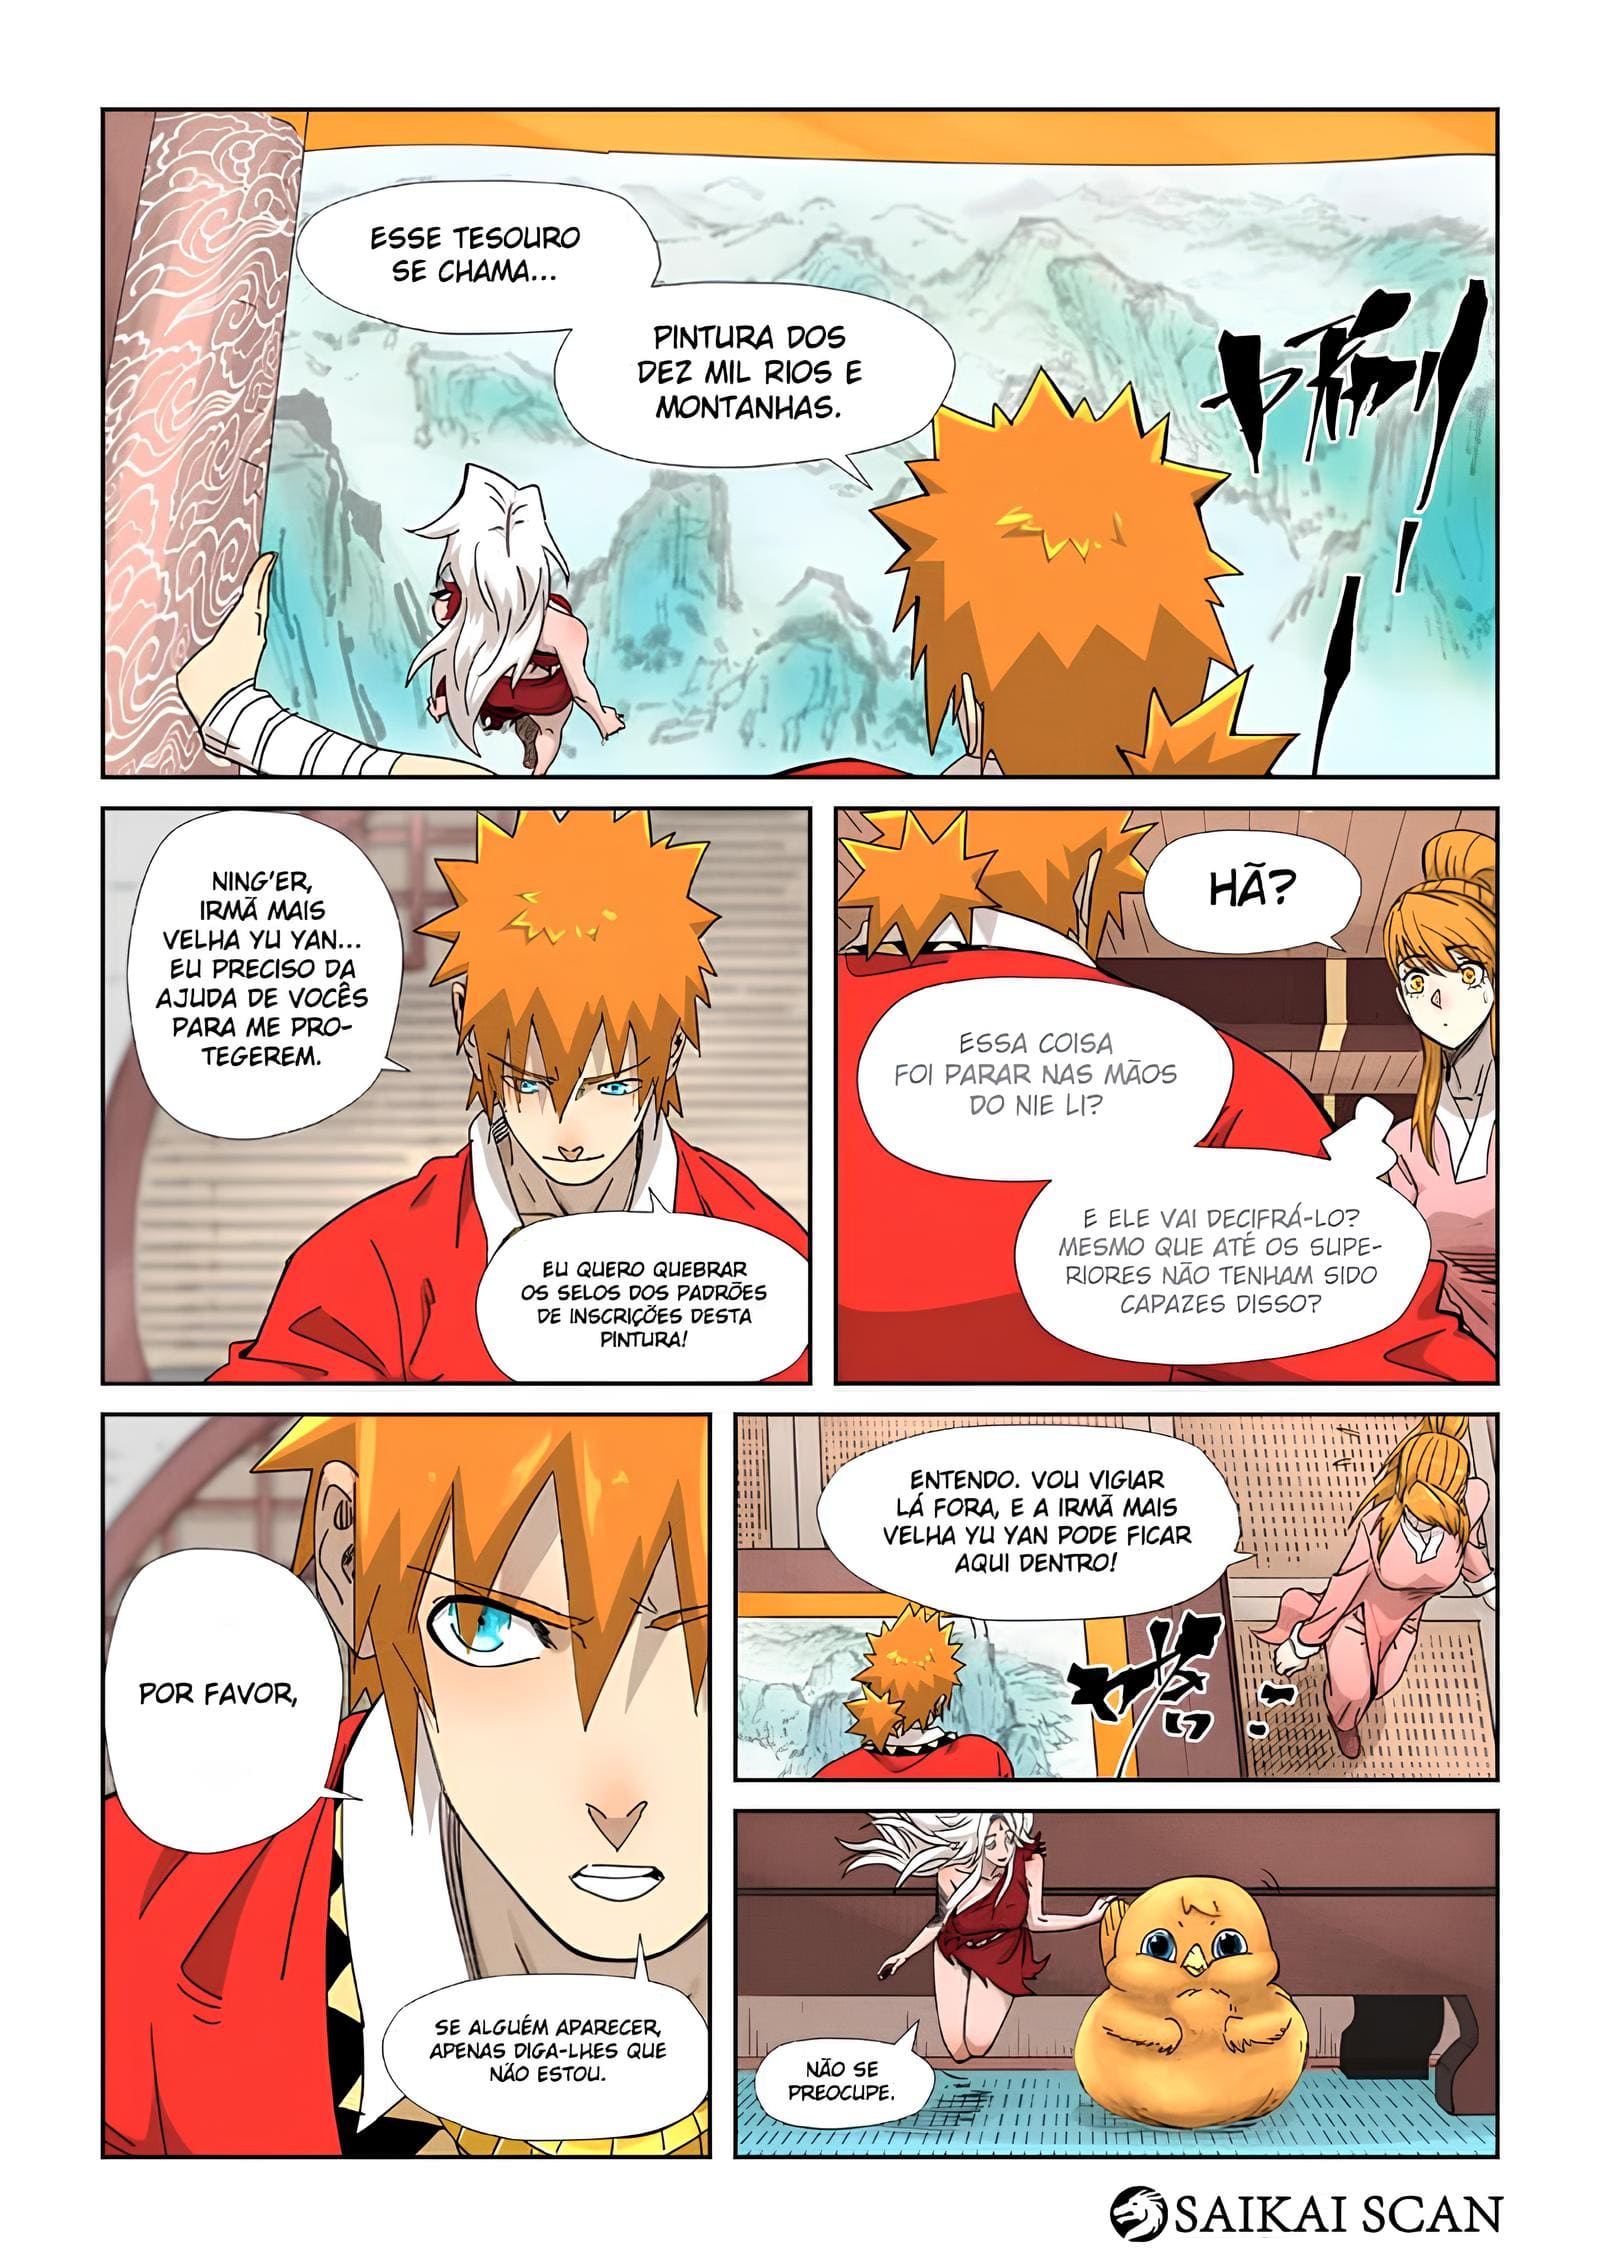 ESSE TESOURO
SE CHAMA...
PINTURA DOS
DEZ MIL RIOS E
MONTANHAS.
NING'ER,
IRMÃ MAIS
VELHA YU YAN...
EU PRECISO DA
AJUDA DE VOCÊS
PARA ME PRO-
TEGEREM.
EU QUERO QUEBRAR
OS SELOS DOS PADRÕES
DE INSCRIÇÕES DESTA
PINTURA!
HÃ?
ESSA COISA
FOI PARAR NAS MÃOS
DO NIE LI?
E ELE VAI DECIFRÁ-LO?
MESMO QUE ATÉ OS SUPE-
RIORES NÃO TENHAM SIDO
CAPAZES DISSO?
POR FAVOR,
SE ALGUÉM APARECER,
APENAS DIGA-LHES QUE
NÃO ESTOU.
ENTENDO. VOU VIGIAR
LÁ FORA, E A IRMÃ MAIS
VELHA YU YAN PODE FICAR
AQUI DENTRO!
NÃO SE
PREOCUPE.
SAIKAI SCAN